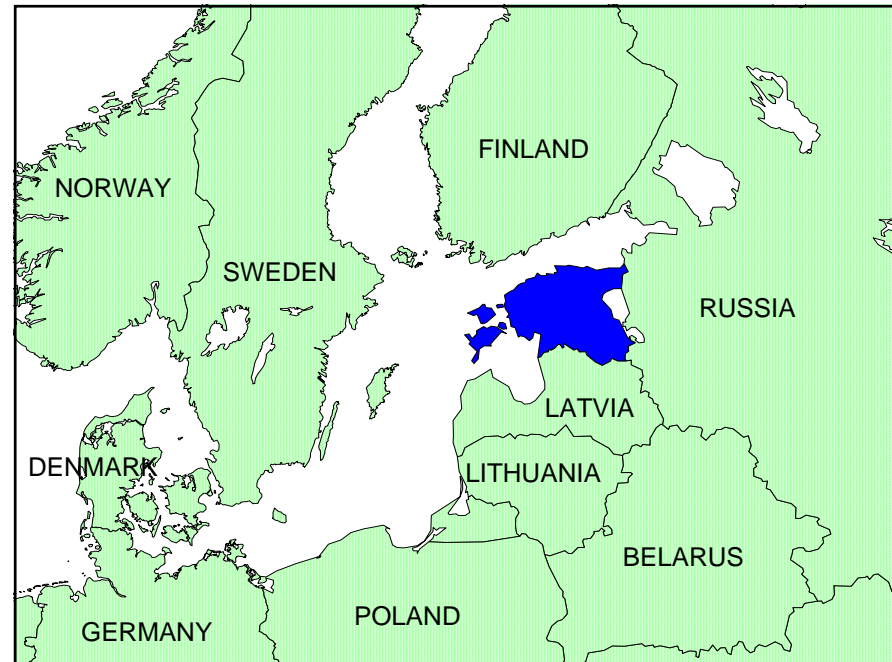 FINLAND
NORWAY
SWEDEN
RUSSIA
LATVIA
DENMARK
LITHUANIA
BELARUS
POLAND
GERMANY